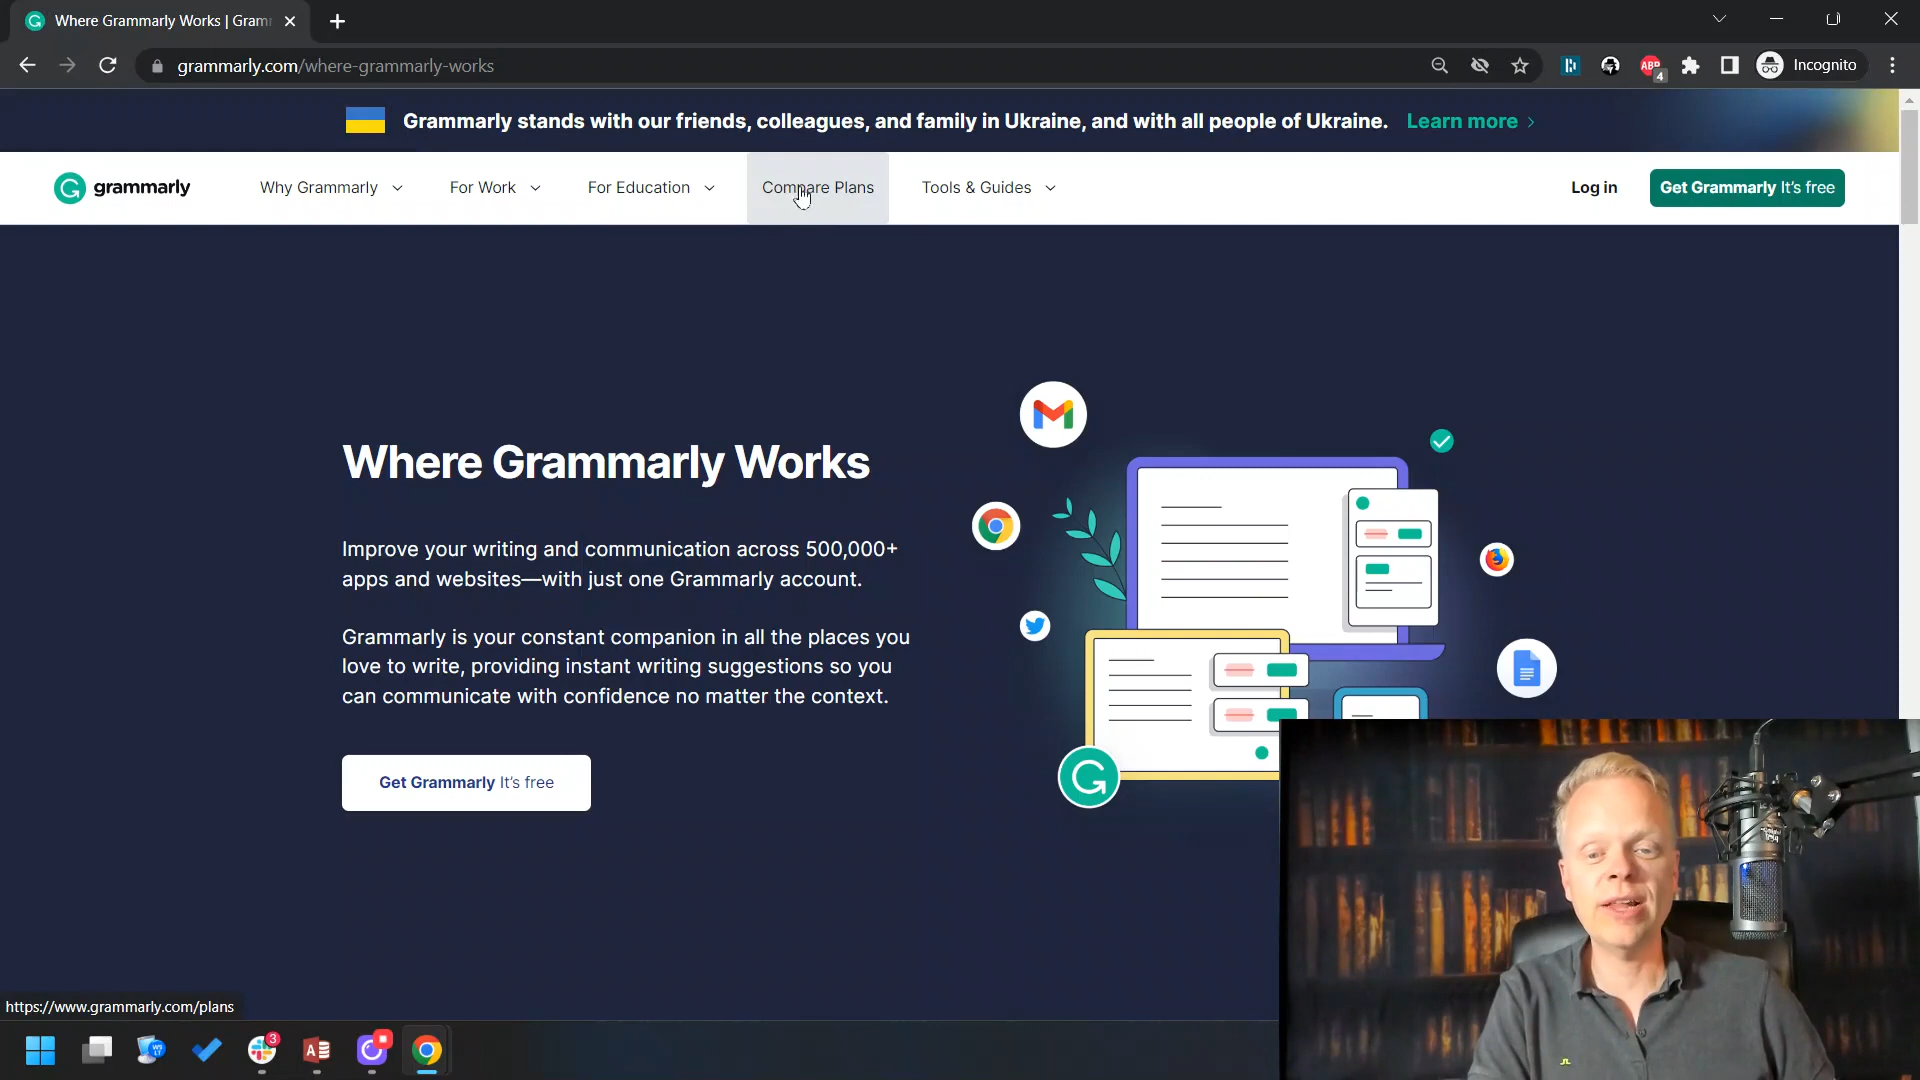 Where Grammarly Works | Gram
grammarly.com/where-grammarly-works
ABP
4
Incognito
Grammarly stands with our friends, colleagues, and family in Ukraine, and with all people of Ukraine. Learn more
grammarly
Why Grammarly
For Work
For Education
Compare Plans
Tools & Guides
Log in
Get Grammarly It's free
Where Grammarly Works
Improve your writing and communication across 500,000+
apps and websites—with just one Grammarly account.
Grammarly is your constant companion in all the places you
love to write, providing instant writing suggestions so you
can communicate with confidence no matter the context.
Get Grammarly It's free
https://www.grammarly.com/plans
3